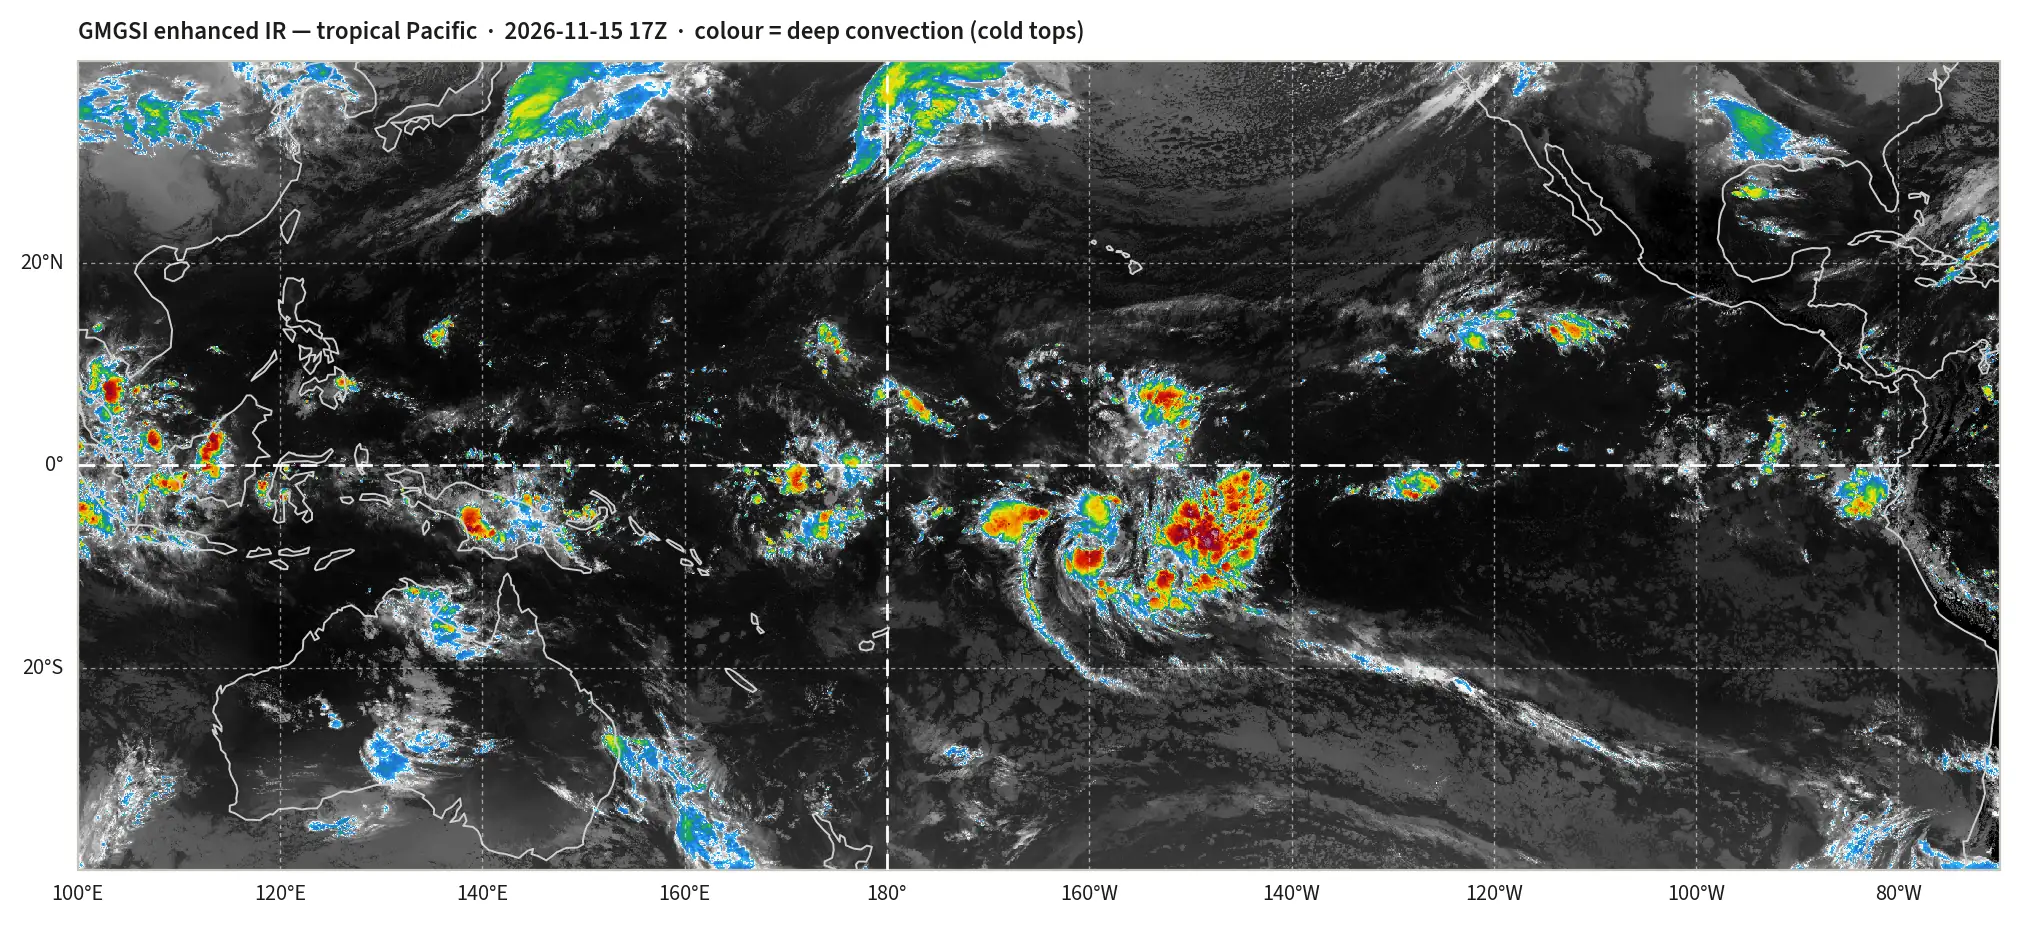 GMGSI enhanced IR — tropical Pacific · 2026-11-15 17Z · colour = deep convection (cold tops)
20°N
0°
20°S
100°E 120°E 140°E 160°E 180° 160°W 140°W 120°W 100°W 80°W